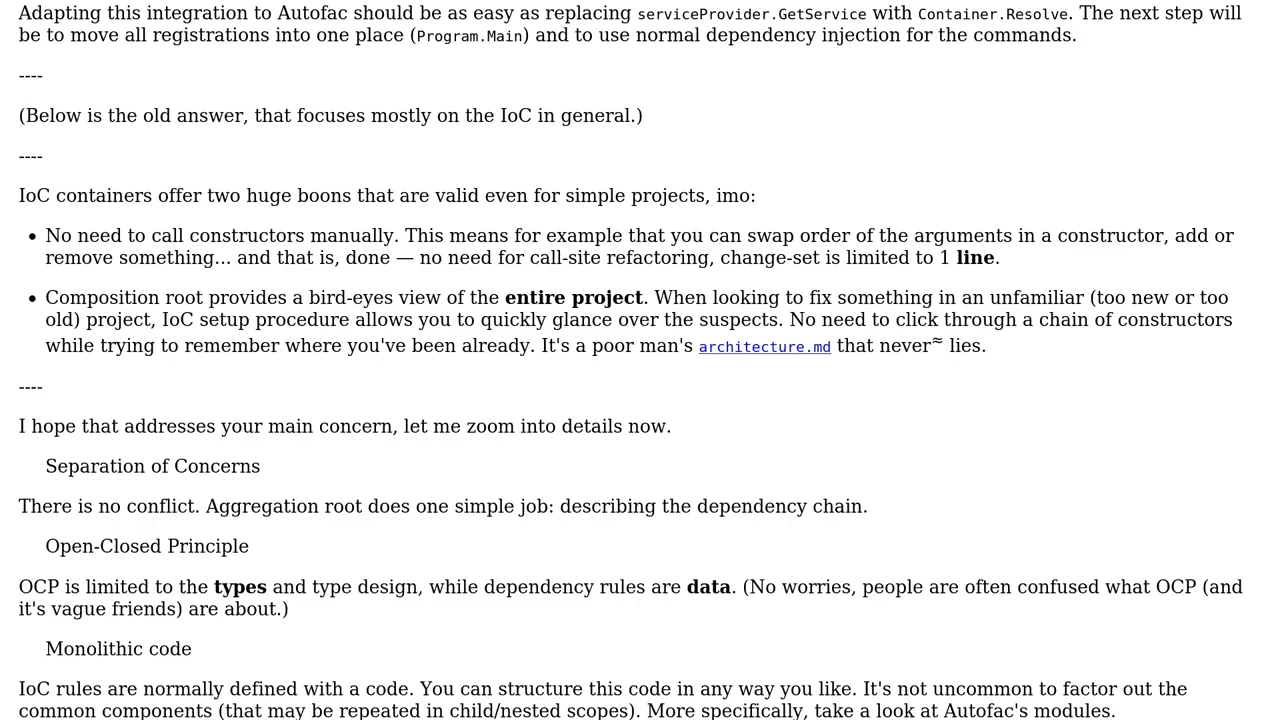 Adapting this integration to Autofac should be as easy as replacing serviceProvider.GetService with Container.Resolve. The next step will
be to move all registrations into one place (Program.Main) and to use normal dependency injection for the commands.
----
(Below is the old answer, that focuses mostly on the IoC in general.)
----
IoC containers offer two huge boons that are valid even for simple projects, imo:
• No need to call constructors manually. This means for example that you can swap order of the arguments in a constructor, add or
remove something... and that is, done — no need for call-site refactoring, change-set is limited to 1 line.
• Composition root provides a bird-eyes view of the entire project. When looking to fix something in an unfamiliar (too new or too
old) project, IoC setup procedure allows you to quickly glance over the suspects. No need to click through a chain of constructors
while trying to remember where you've been already. It's a poor man's architecture.md that never≈ lies.
----
I hope that addresses your main concern, let me zoom into details now.
Separation of Concerns
There is no conflict. Aggregation root does one simple job: describing the dependency chain.
Open-Closed Principle
OCP is limited to the types and type design, while dependency rules are data. (No worries, people are often confused what OCP (and
it's vague friends) are about.)
Monolithic code
IoC rules are normally defined with a code. You can structure this code in any way you like. It's not uncommon to factor out the
common components (that may be repeated in child/nested scopes). More specifically, take a look at Autofac's modules.